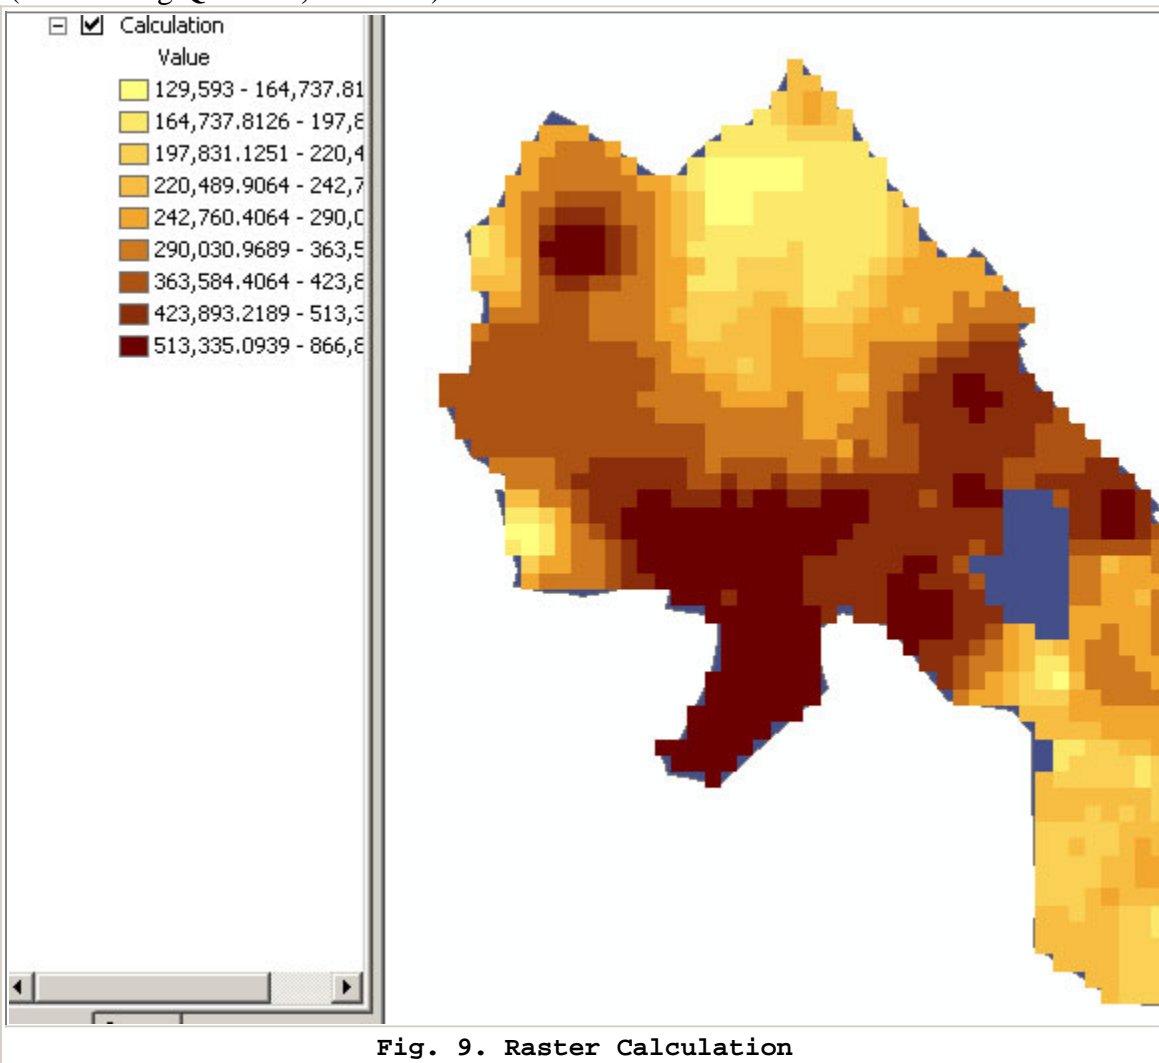 Calculation
Value
129,593 - 164,737.81
164,737.8126 - 197,8
197,831.1251 - 220,4
220,489.9064 - 242,7
242,760.4064 - 290,0
290,030.9689 - 363,5
363,584.4064 - 423,8
423,893.2189 - 513,3
513,335.0939 - 866,8
Fig. 9. Raster Calculation